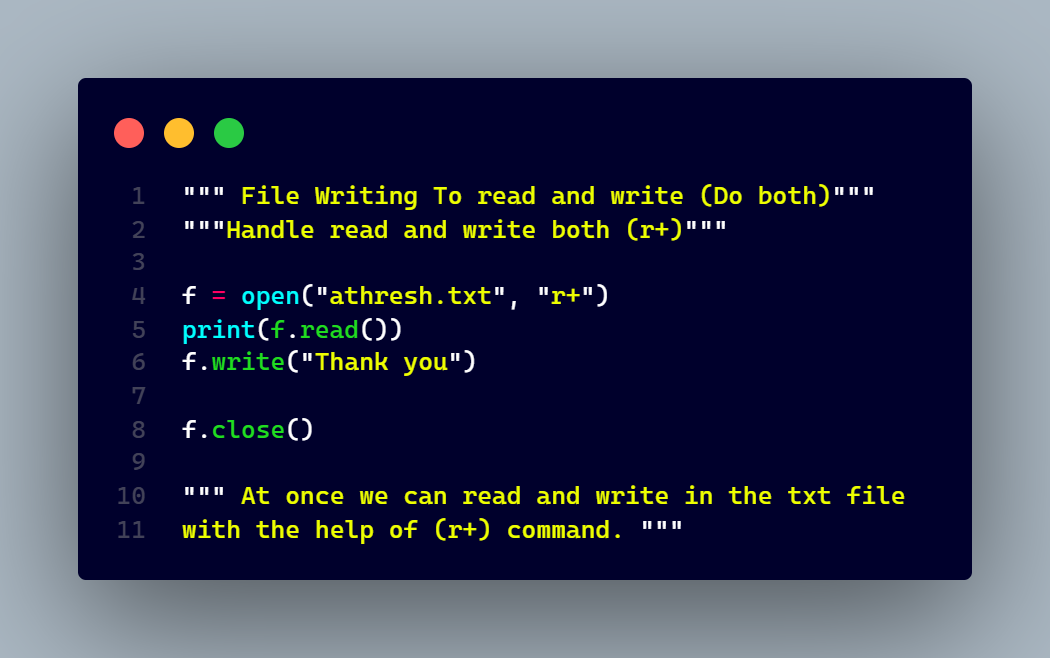 1 """ File Writing To read and write (Do both)"""
2 """Handle read and write both (r+)"""
3
4 f = open("athresh.txt", "r+")
5 print(f.read())
6 f.write("Thank you")
7
8 f.close()
9
10 """ At once we can read and write in the txt file
11 with the help of (r+) command. """